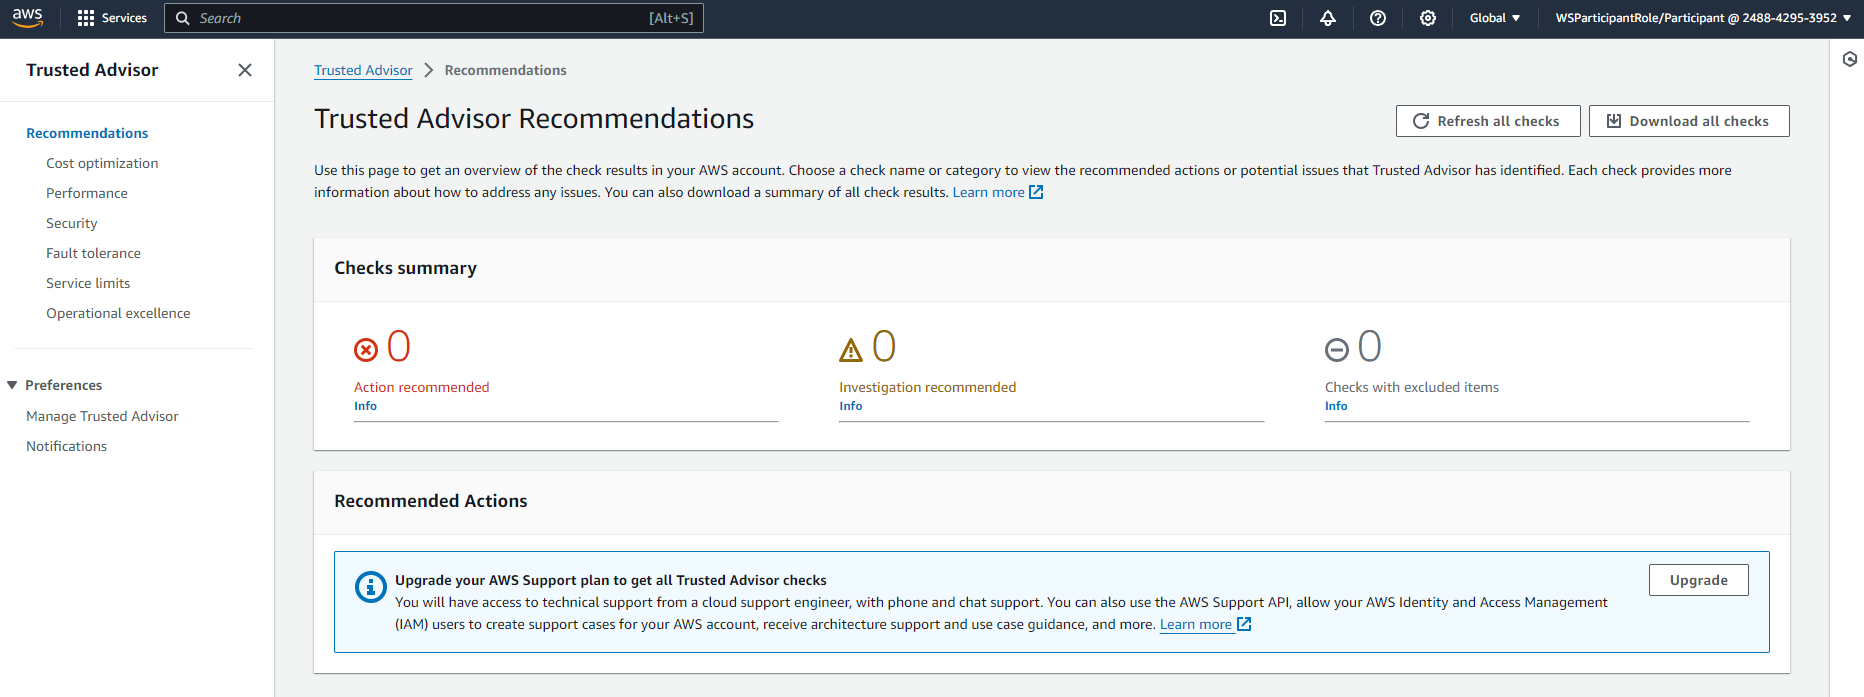 aws
Services
Search
[Alt+S]
Global
WSParticipantRole/Participant @ 2488-4295-3952
Trusted Advisor
Recommendations
Cost optimization
Performance
Security
Fault tolerance
Service limits
Operational excellence
Preferences
Manage Trusted Advisor
Notifications
Trusted Advisor
Recommendations
Trusted Advisor Recommendations
Refresh all checks
Download all checks
Use this page to get an overview of the check results in your AWS account. Choose a check name or category to view the recommended actions or potential issues that Trusted Advisor has identified. Each check provides more
information about how to address any issues. You can also download a summary of all check results. Learn more
Checks summary
0
Action recommended
Info
0
Investigation recommended
Info
0
Checks with excluded items
Info
Recommended Actions
Upgrade your AWS Support plan to get all Trusted Advisor checks
You will have access to technical support from a cloud support engineer, with phone and chat support. You can also use the AWS Support API, allow your AWS Identity and Access Management
(IAM) users to create support cases for your AWS account, receive architecture support and use case guidance, and more. Learn more
Upgrade